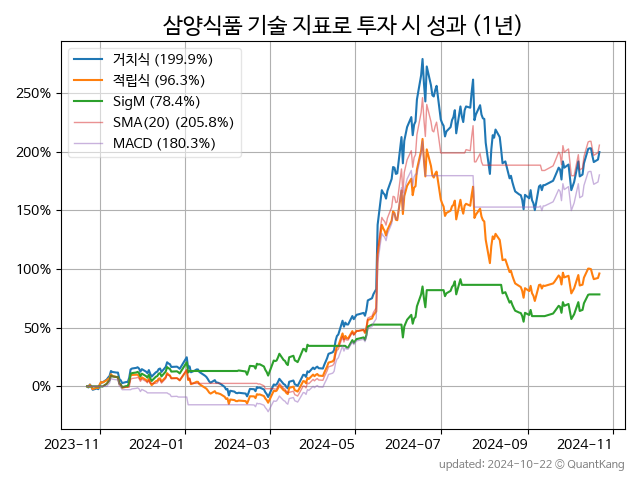 삼양식품 기술 지표로 투자 시 성과 (1년)
거치식 (199.9%)
적립식 (96.3%)
SigM (78.4%)
SMA(20) (205.8%)
MACD (180.3%)
250%
200%
150%
100%
50%
0%
2023-11 2024-01 2024-03 2024-05 2024-07 2024-09 2024-11
updated: 2024-10-22 © QuantKang